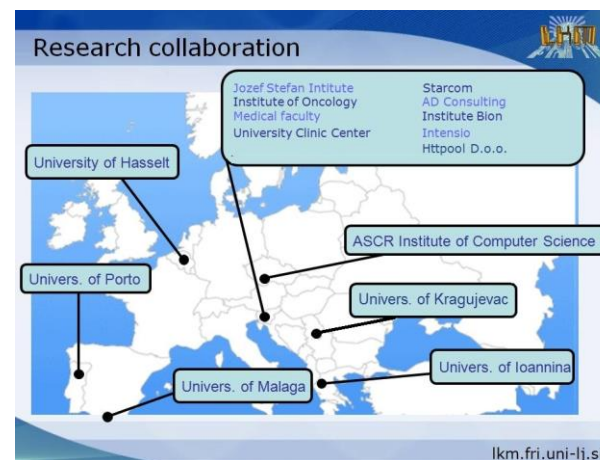 Research collaboration
LKM
Jozef Stefan Intitute
Institute of Oncology
Medical faculty
University Clinic Center
Starcom
AD Consulting
Institute Bion
Intensio
Httpool D.o.o.
University of Hasselt
ASCR Institute of Computer Science
Univers. of Porto
Univers. of Kragujevac
Univers. of Ioannina
Univers. of Malaga
lkm.fri.uni-lj.s